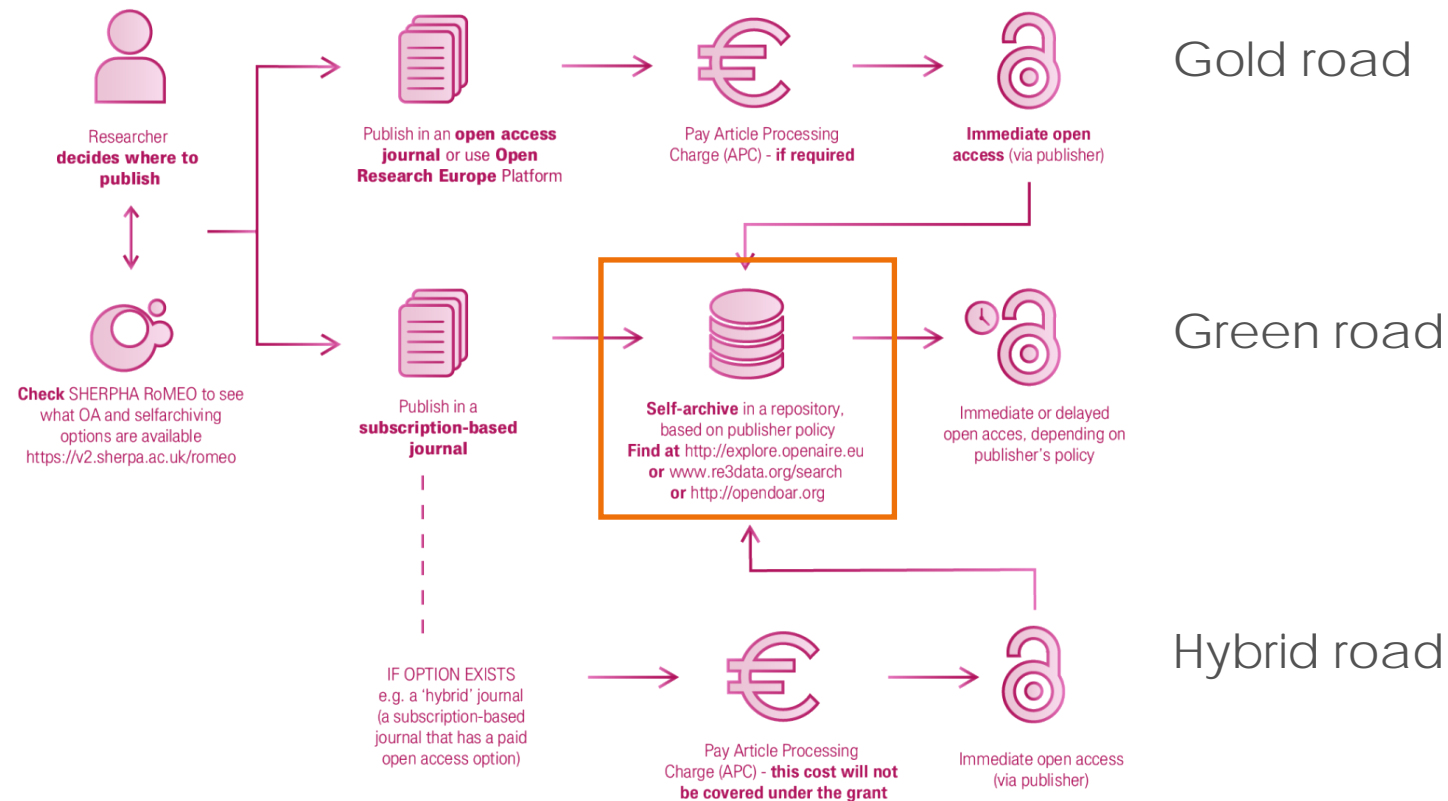 Gold road
Researcher
decides where to
publish
Publish in an open access
journal or use Open
Research Europe Platform
Pay Article Processing
Charge (APC) - if required
Immediate open
access (via publisher)
Green road
Check SHERPHA RoMEO to see
what OA and selfarchiving
options are available
https://v2.sherpa.ac.uk/romeo
Publish in a
subscription-based
journal
Self-archive in a repository,
based on publisher policy
Find at http://explore.openaire.eu
or www.re3data.org/search
or http://opendoar.org
Immediate or delayed
open acces, depending on
publisher's policy
Hybrid road
IF OPTION EXISTS
e.g. a ‘hybrid’ journal
(a subscription-based
journal that has a paid
open access option)
Pay Article Processing
Charge (APC) - this cost will not
be covered under the grant
Immediate open access
(via publisher)